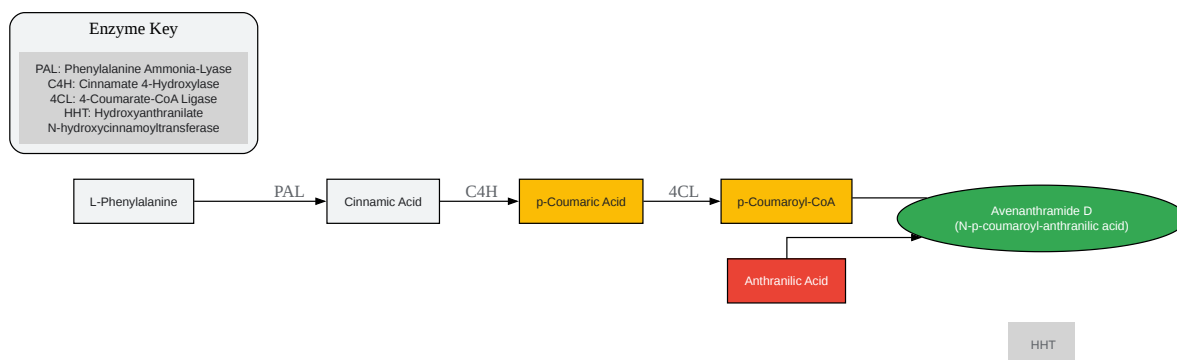 Enzyme Key
PAL: Phenylalanine Ammonia-Lyase
C4H: Cinnamate 4-Hydroxylase
4CL: 4-Coumarate-CoA Ligase
HHT: Hydroxyanthranilate
N-hydroxycinnamoyltransferase
L-Phenylalanine
PAL
Cinnamic Acid
C4H
p-Coumaric Acid
4CL
p-Coumaroyl-CoA
Avenanthramide D
(N-p-coumaroyl-anthranilic acid)
Anthranilic Acid
HHT